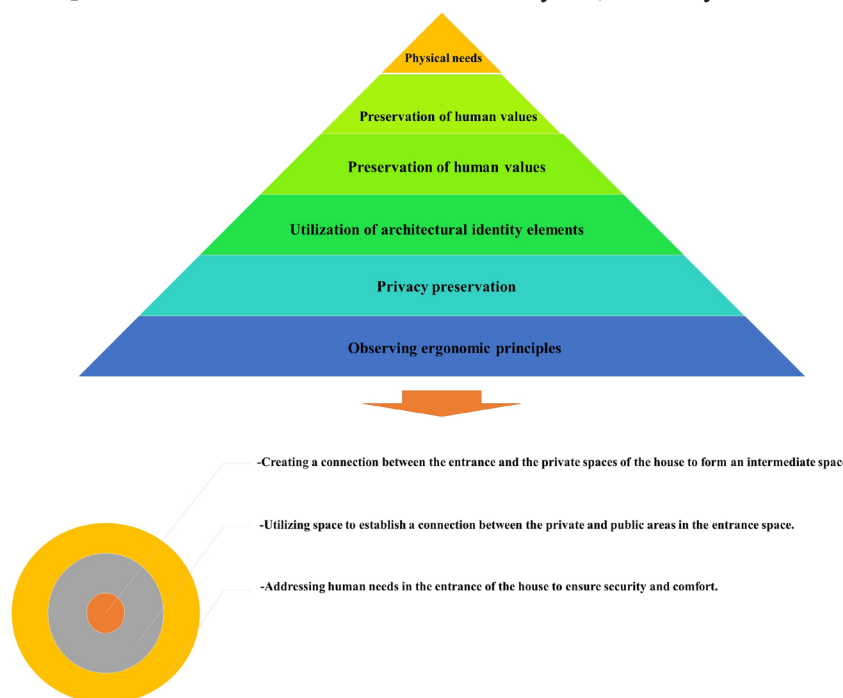 Physical needs
Preservation of human values
Preservation of human values
Utilization of architectural identity elements
Privacy preservation
Observing ergonomic principles
-Creating a connection between the entrance and the private spaces of the house to form an intermediate spac
-Utilizing space to establish a connection between the private and public areas in the entrance space.
-Addressing human needs in the entrance of the house to ensure security and comfort.